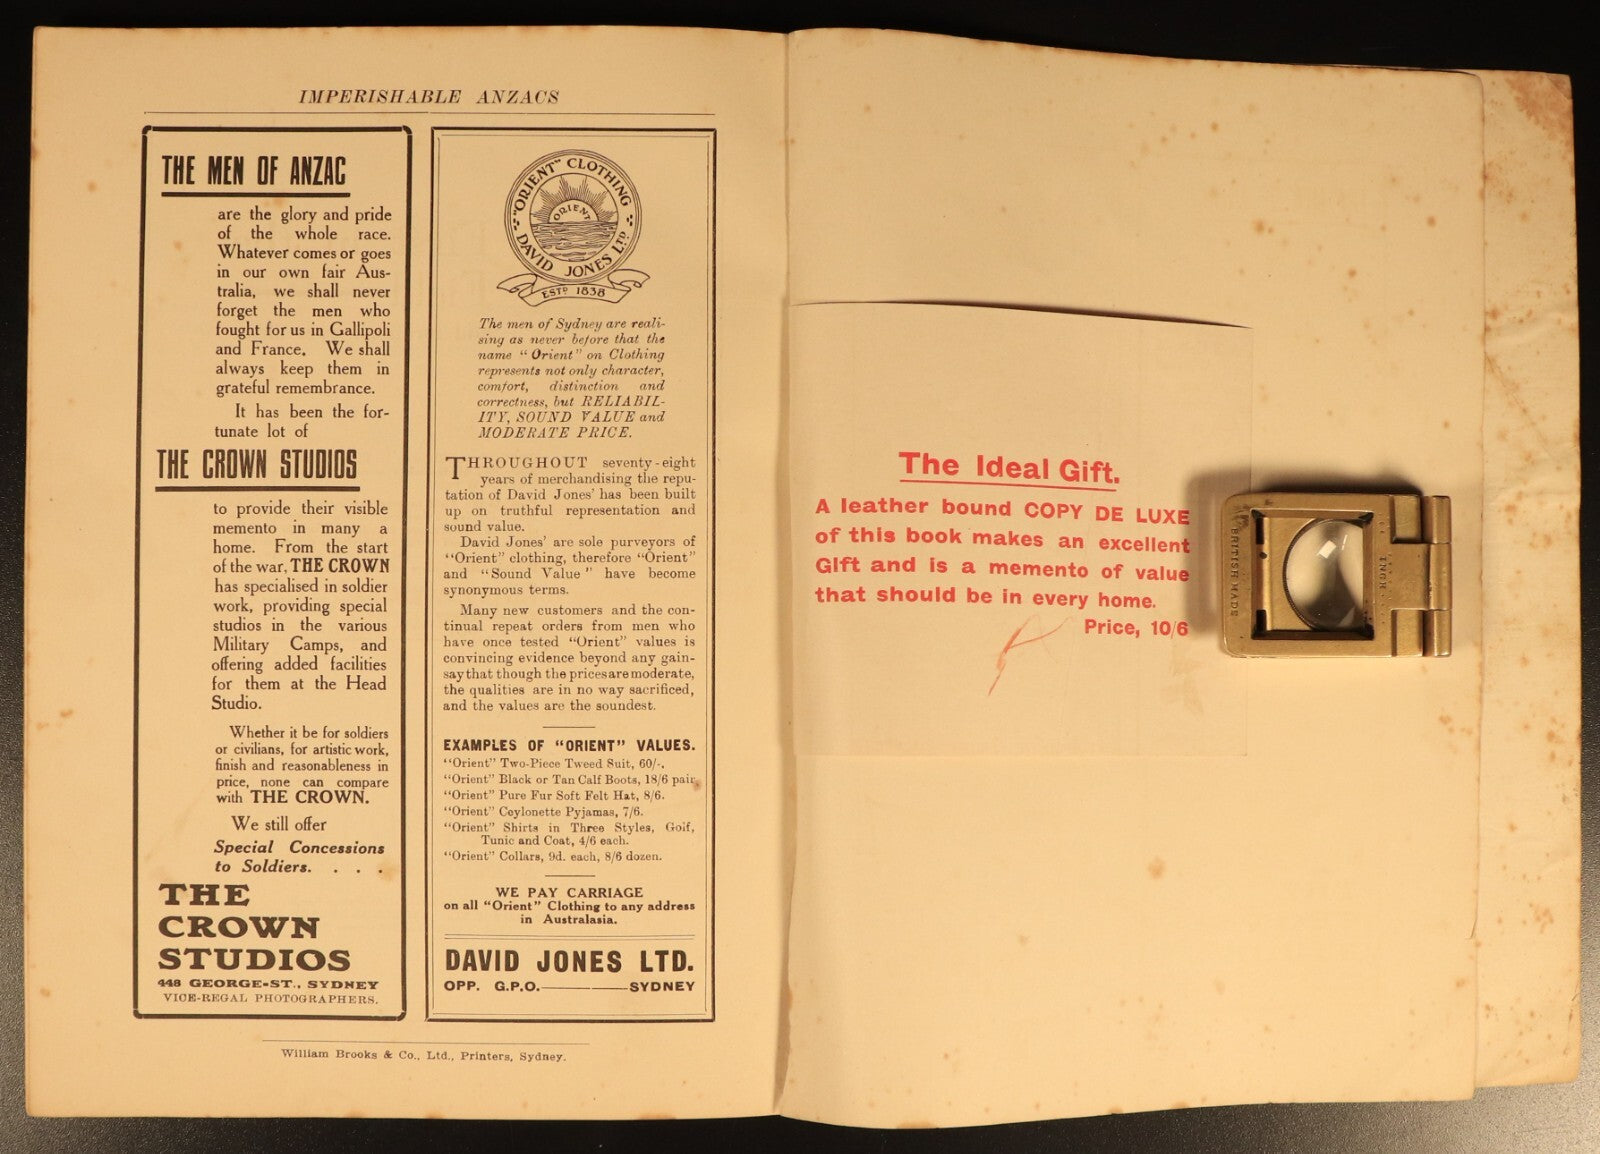 IMPERISHABLE ANZACS
THE MEN OF ANZAC
are the glory and pride
of the whole race.
Whatever comes or goes
in our own fair Aus-
tralia, we shall never
forget the men who
fought for us in Gallipoli
and France. We shall
always keep them in
grateful remembrance.
It has been the for-
tunate lot of
THE CROWN STUDIOS
to provide their visible
memento in many a
home. From the start
of the war, THE CROWN
has specialised in soldier
work, providing special
studios in the various
Military Camps, and
offering added facilities
for them at the Head
Studio.
Whether it be for soldiers
or civilians, for artistic work,
finish and reasonableness in
price, none can compare
with THE CROWN.
We still offer
Special Concessions
to Soldiers. . . .
THE
CROWN
STUDIOS
448 GEORGE-ST., SYDNEY
VICE-REGAL PHOTOGRAPHERS.
"ORIENT" CLOTHING
ORIENT
DAVID JONES LTD
ESTD 1838
The men of Sydney are reali-
sing as never before that the
name "Orient" on Clothing
represents not only character,
comfort, distinction and
correctness, but RELIABIL-
ITY, SOUND VALUE and
MODERATE PRICE.
THROUGHOUT seventy-eight
years of merchandising the repu-
tation of David Jones' has been built
up on truthful representation and
sound value.
David Jones' are sole purveyors of
"Orient" clothing, therefore "Orient"
and "Sound Value" have become
synonymous terms.
Many new customers and the con-
tinual repeat orders from men who
have once tested "Orient" values is
convincing evidence beyond any gain-
say that though the prices are moderate,
the qualities are in no way sacrificed,
and the values are the soundest.
EXAMPLES OF "ORIENT" VALUES.
"Orient" Two-Piece Tweed Suit, 60/-.
"Orient" Black or Tan Calf Boots, 18/6 pair.
"Orient" Pure Fur Soft Felt Hat, 8/6.
"Orient" Ceylonette Pyjamas, 7/6.
"Orient" Shirts in Three Styles, Golf,
Tunic and Coat, 4/6 each.
"Orient" Collars, 9d. each, 8/6 dozen.
WE PAY CARRIAGE
on all "Orient" Clothing to any address
in Australasia.
DAVID JONES LTD.
OPP. G.P.O.————SYDNEY
William Brooks & Co., Ltd., Printers, Sydney.
The Ideal Gift.
A leather bound COPY DE LUXE
of this book makes an excellent
Gift and is a memento of value
that should be in every home.
Price, 10/6
BRITISH MADE
INCH